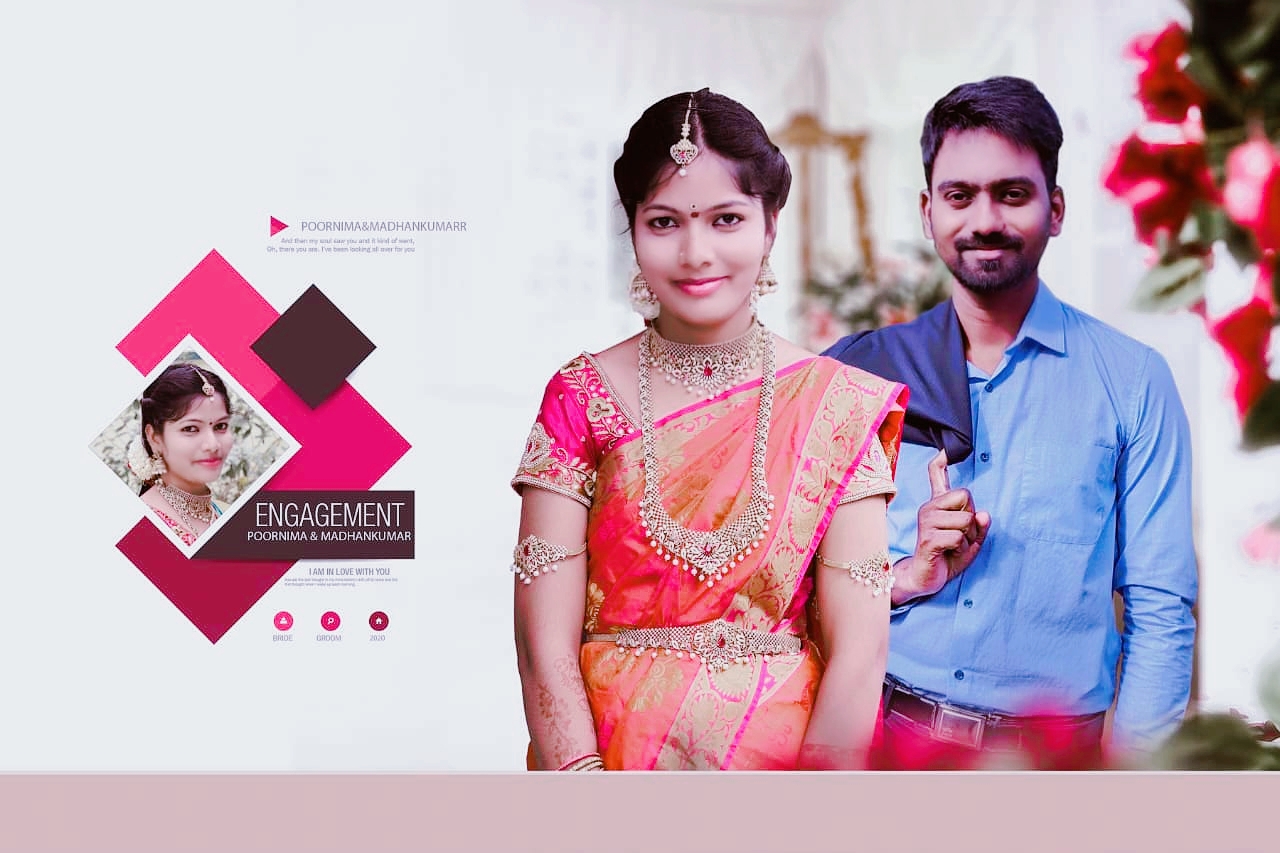 POORNIMA&MADHANKUMARR
And then my soul saw you and it kind of went,
Oh, there you are. I've been looking all over for you
ENGAGEMENT
POORNIMA & MADHANKUMAR
I AM IN LOVE WITH YOU
BRIDE
GROOM
2020